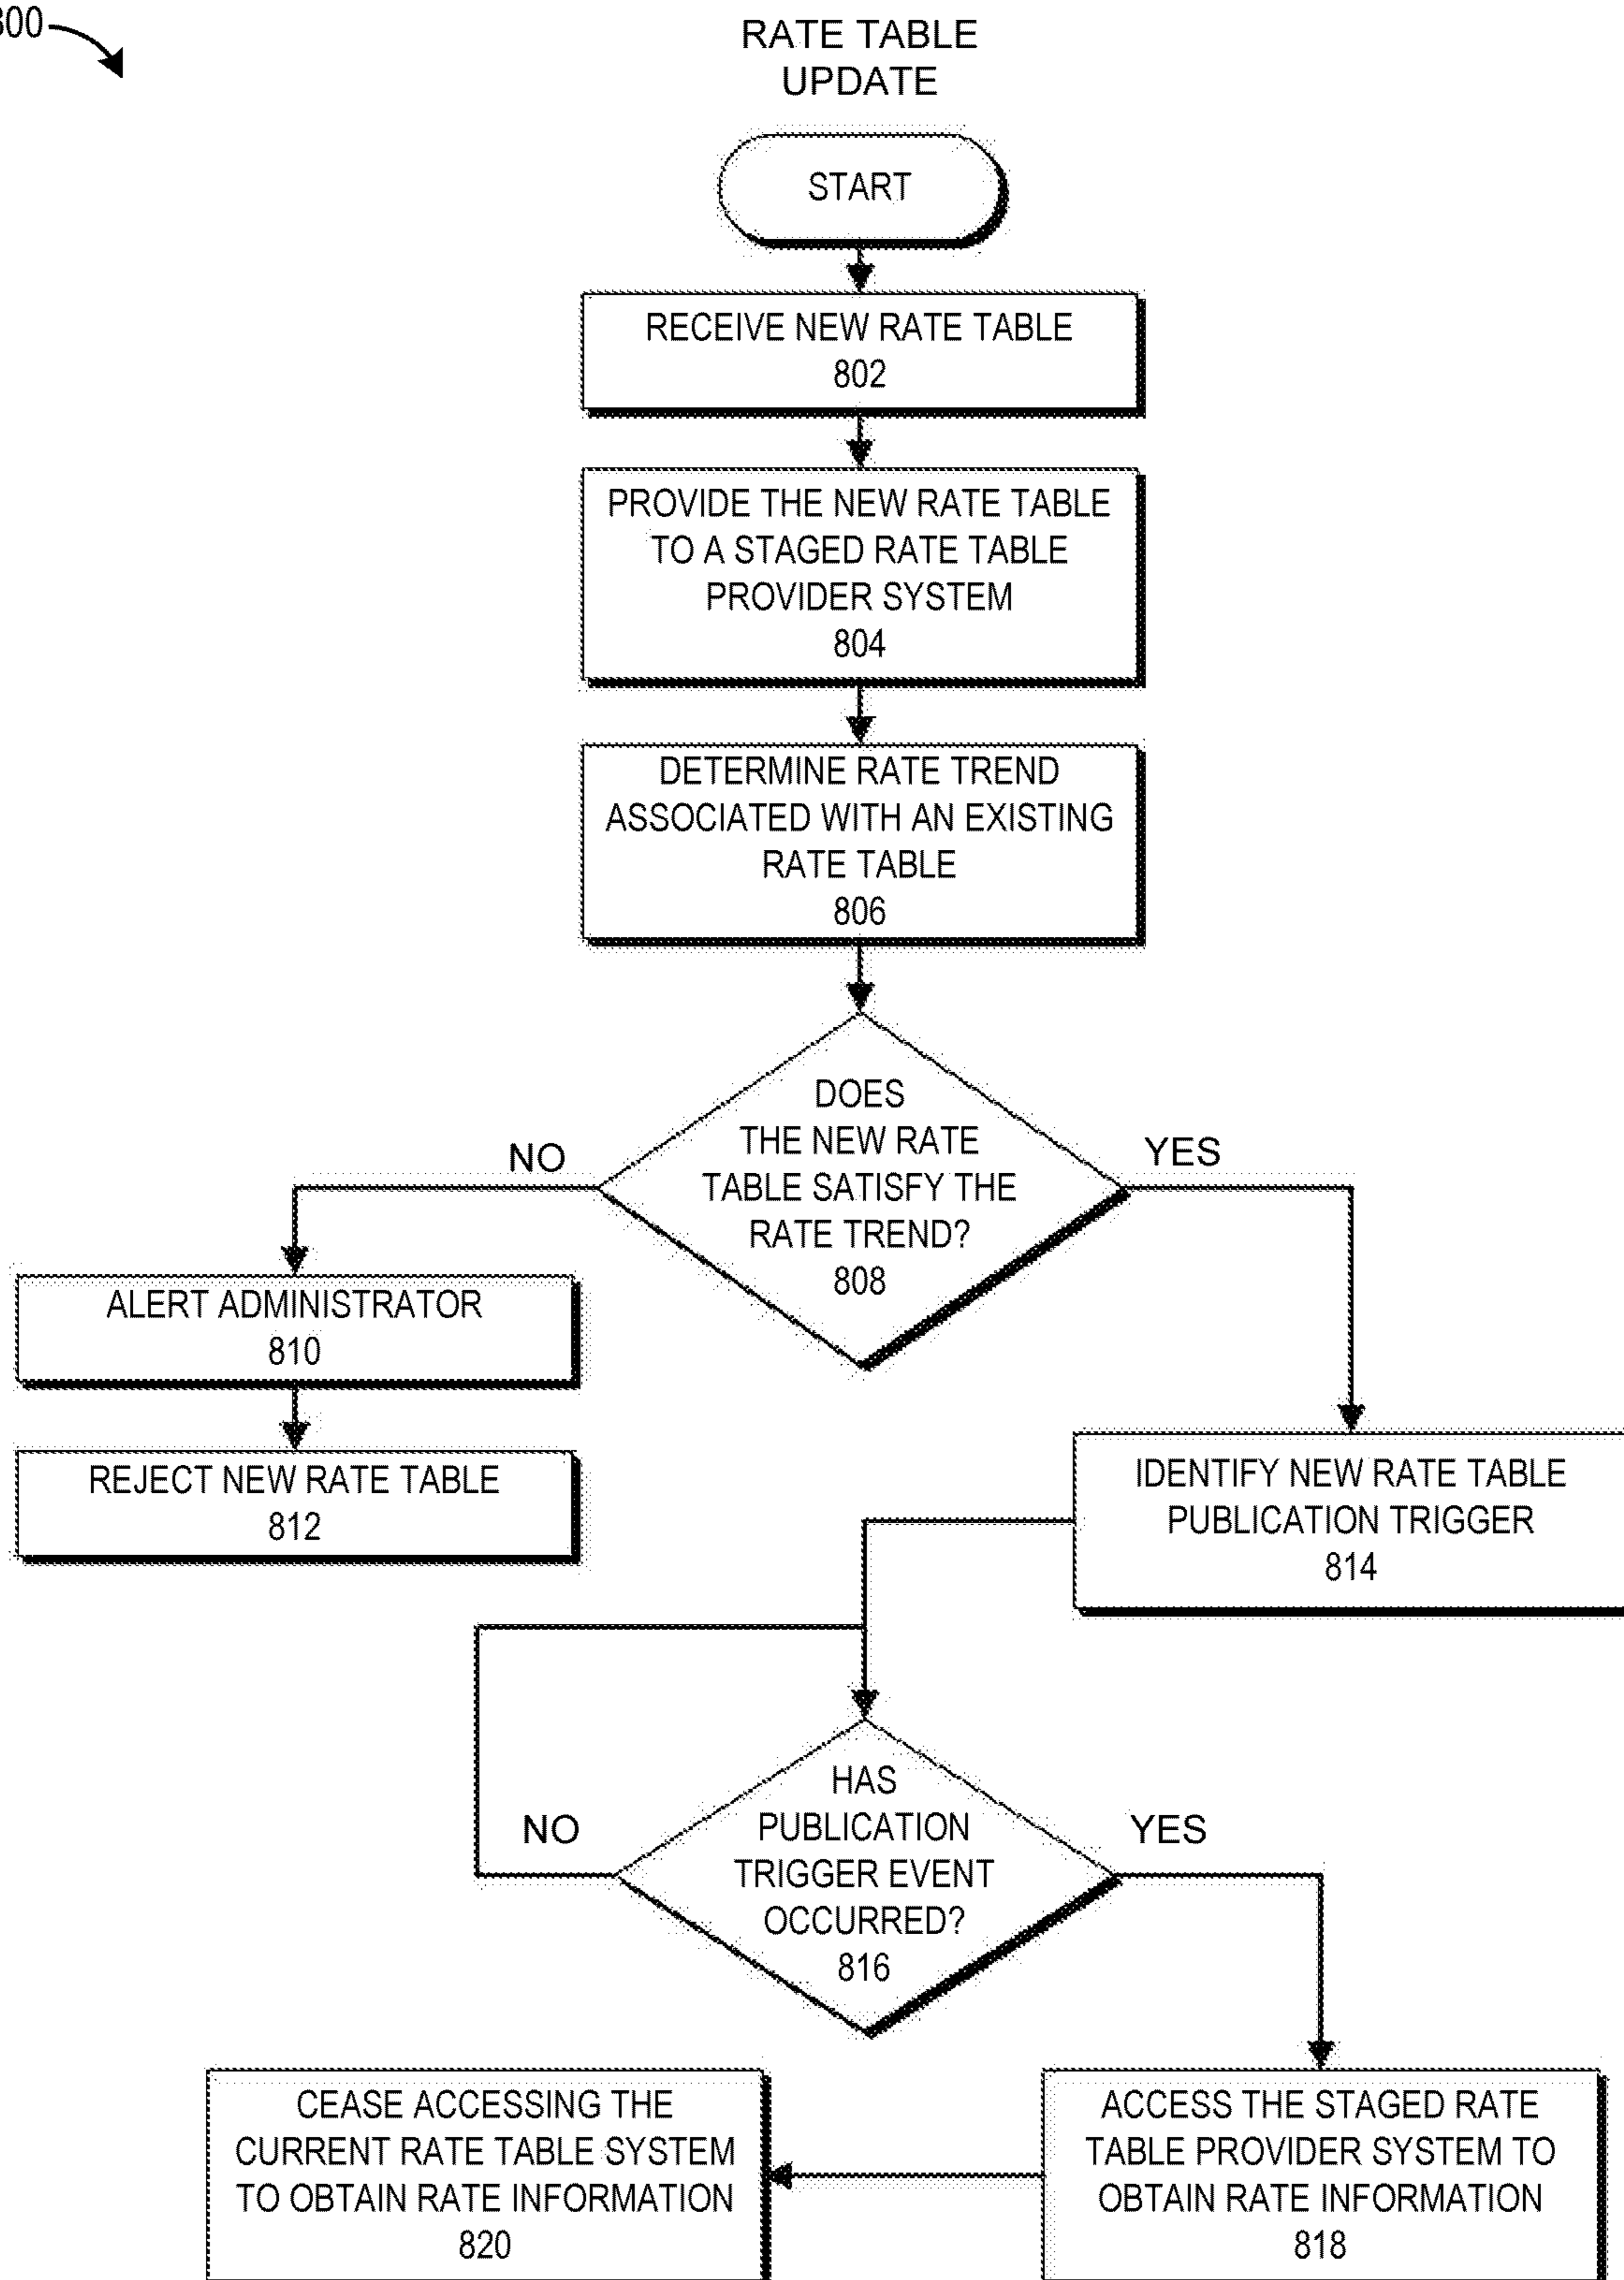 RATE TABLE
UPDATE
START
RECEIVE NEW RATE TABLE
802
PROVIDE THE NEW RATE TABLE
TO A STAGED RATE TABLE
PROVIDER SYSTEM
804
DETERMINE RATE TREND
ASSOCIATED WITH AN EXISTING
RATE TABLE
806
DOES
THE NEW RATE
TABLE SATISFY THE
RATE TREND?
808
NO
YES
ALERT ADMINISTRATOR
810
REJECT NEW RATE TABLE
812
IDENTIFY NEW RATE TABLE
PUBLICATION TRIGGER
814
HAS
PUBLICATION
TRIGGER EVENT
OCCURRED?
816
NO
YES
CEASE ACCESSING THE
CURRENT RATE TABLE SYSTEM
TO OBTAIN RATE INFORMATION
820
ACCESS THE STAGED RATE
TABLE PROVIDER SYSTEM TO
OBTAIN RATE INFORMATION
818